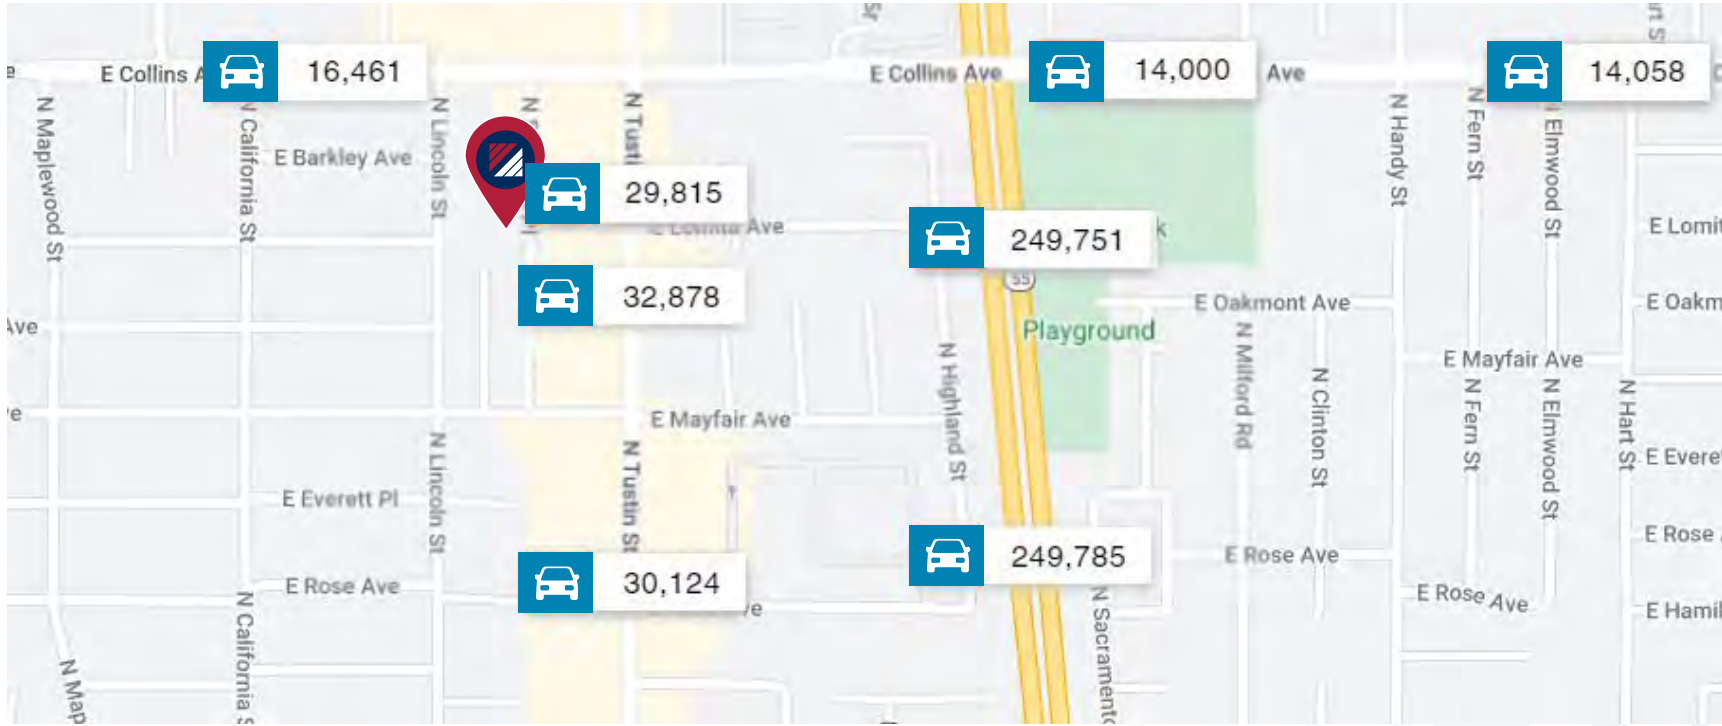 E Collins A
16,461
E Collins Ave
14,000
Ave
14,058
N Maplewood St
N California St
N Lincoln St
N
N Tusti
N Handy St
N Fern St
Elmwood St
E Barkley Ave
29,815
Ave
249,751
k
E Lomit
55
32,878
E Oakmont Ave
E Oakm
Ave
Playground
N Highland St
N Milford Rd
E Mayfair Ave
N Clinton St
N Fern St
N Elmwood St
N Hart St
E Mayfair Ave
N Lincoln St
N Tustin St
E Evere
E Everett Pl
249,785
E Rose Ave
E Rose
E Rose Ave
30,124
E Rose Ave
N California S
N Sacramento
E Hamil
N Map